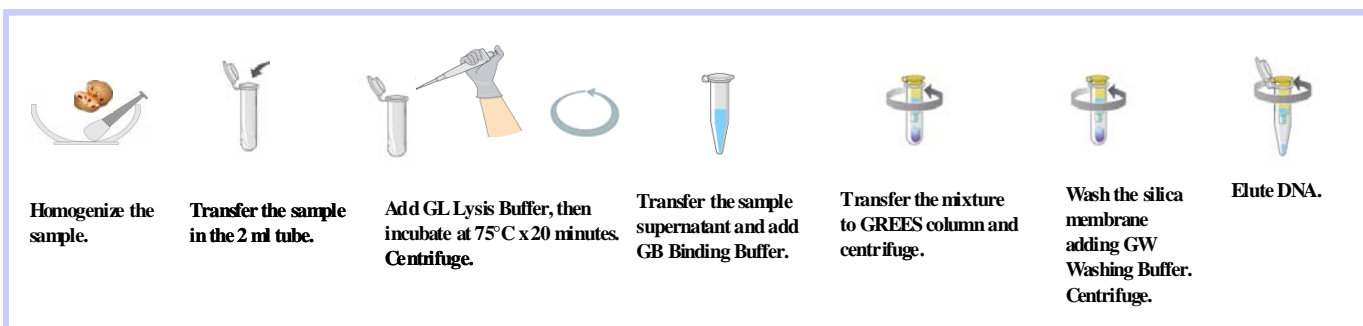 Homogenize the
sample.
Transfer the sample
in the 2 ml tube.
Add GL Lysis Buffer, then
incubate at 75°C x 20 minutes.
Centrifuge.
Transfer the sample
supernatant and add
GB Binding Buffer.
Transfer the mixture
to GREES column and
centrifuge.
Wash the silica
membrane
adding GW
Washing Buffer.
Centrifuge.
Elute DNA.